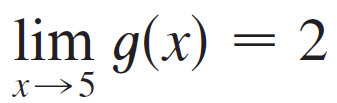 lim g(x) = 2
x→5